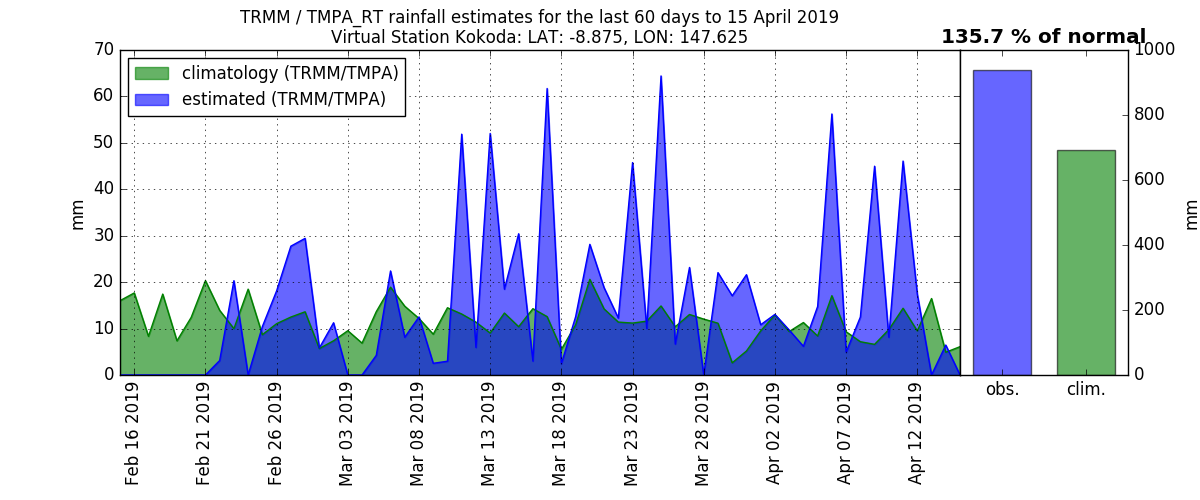 TRMM / TMPA_RT rainfall estimates for the last 60 days to 15 April 2019
Virtual Station Kokoda: LAT: -8.875, LON: 147.625
135.7 % of normal
climatology (TRMM/TMPA)
estimated (TRMM/TMPA)
70
60
50
40
30
20
10
0
mm
Feb 16 2019
Feb 21 2019
Feb 26 2019
Mar 03 2019
Mar 08 2019
Mar 13 2019
Mar 18 2019
Mar 23 2019
Mar 28 2019
Apr 02 2019
Apr 07 2019
Apr 12 2019
obs.
clim.
1000
800
600
400
200
0
mm